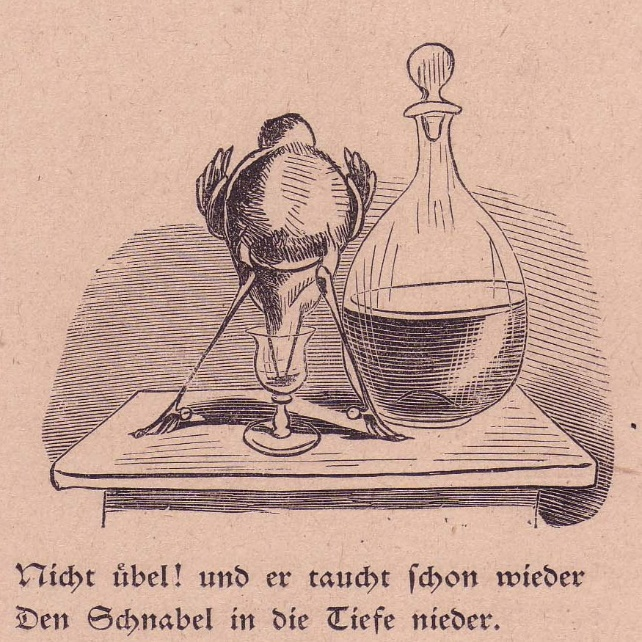 Nicht übel! und er taucht schon wieder
Den Schnabel in die Tiefe nieder.